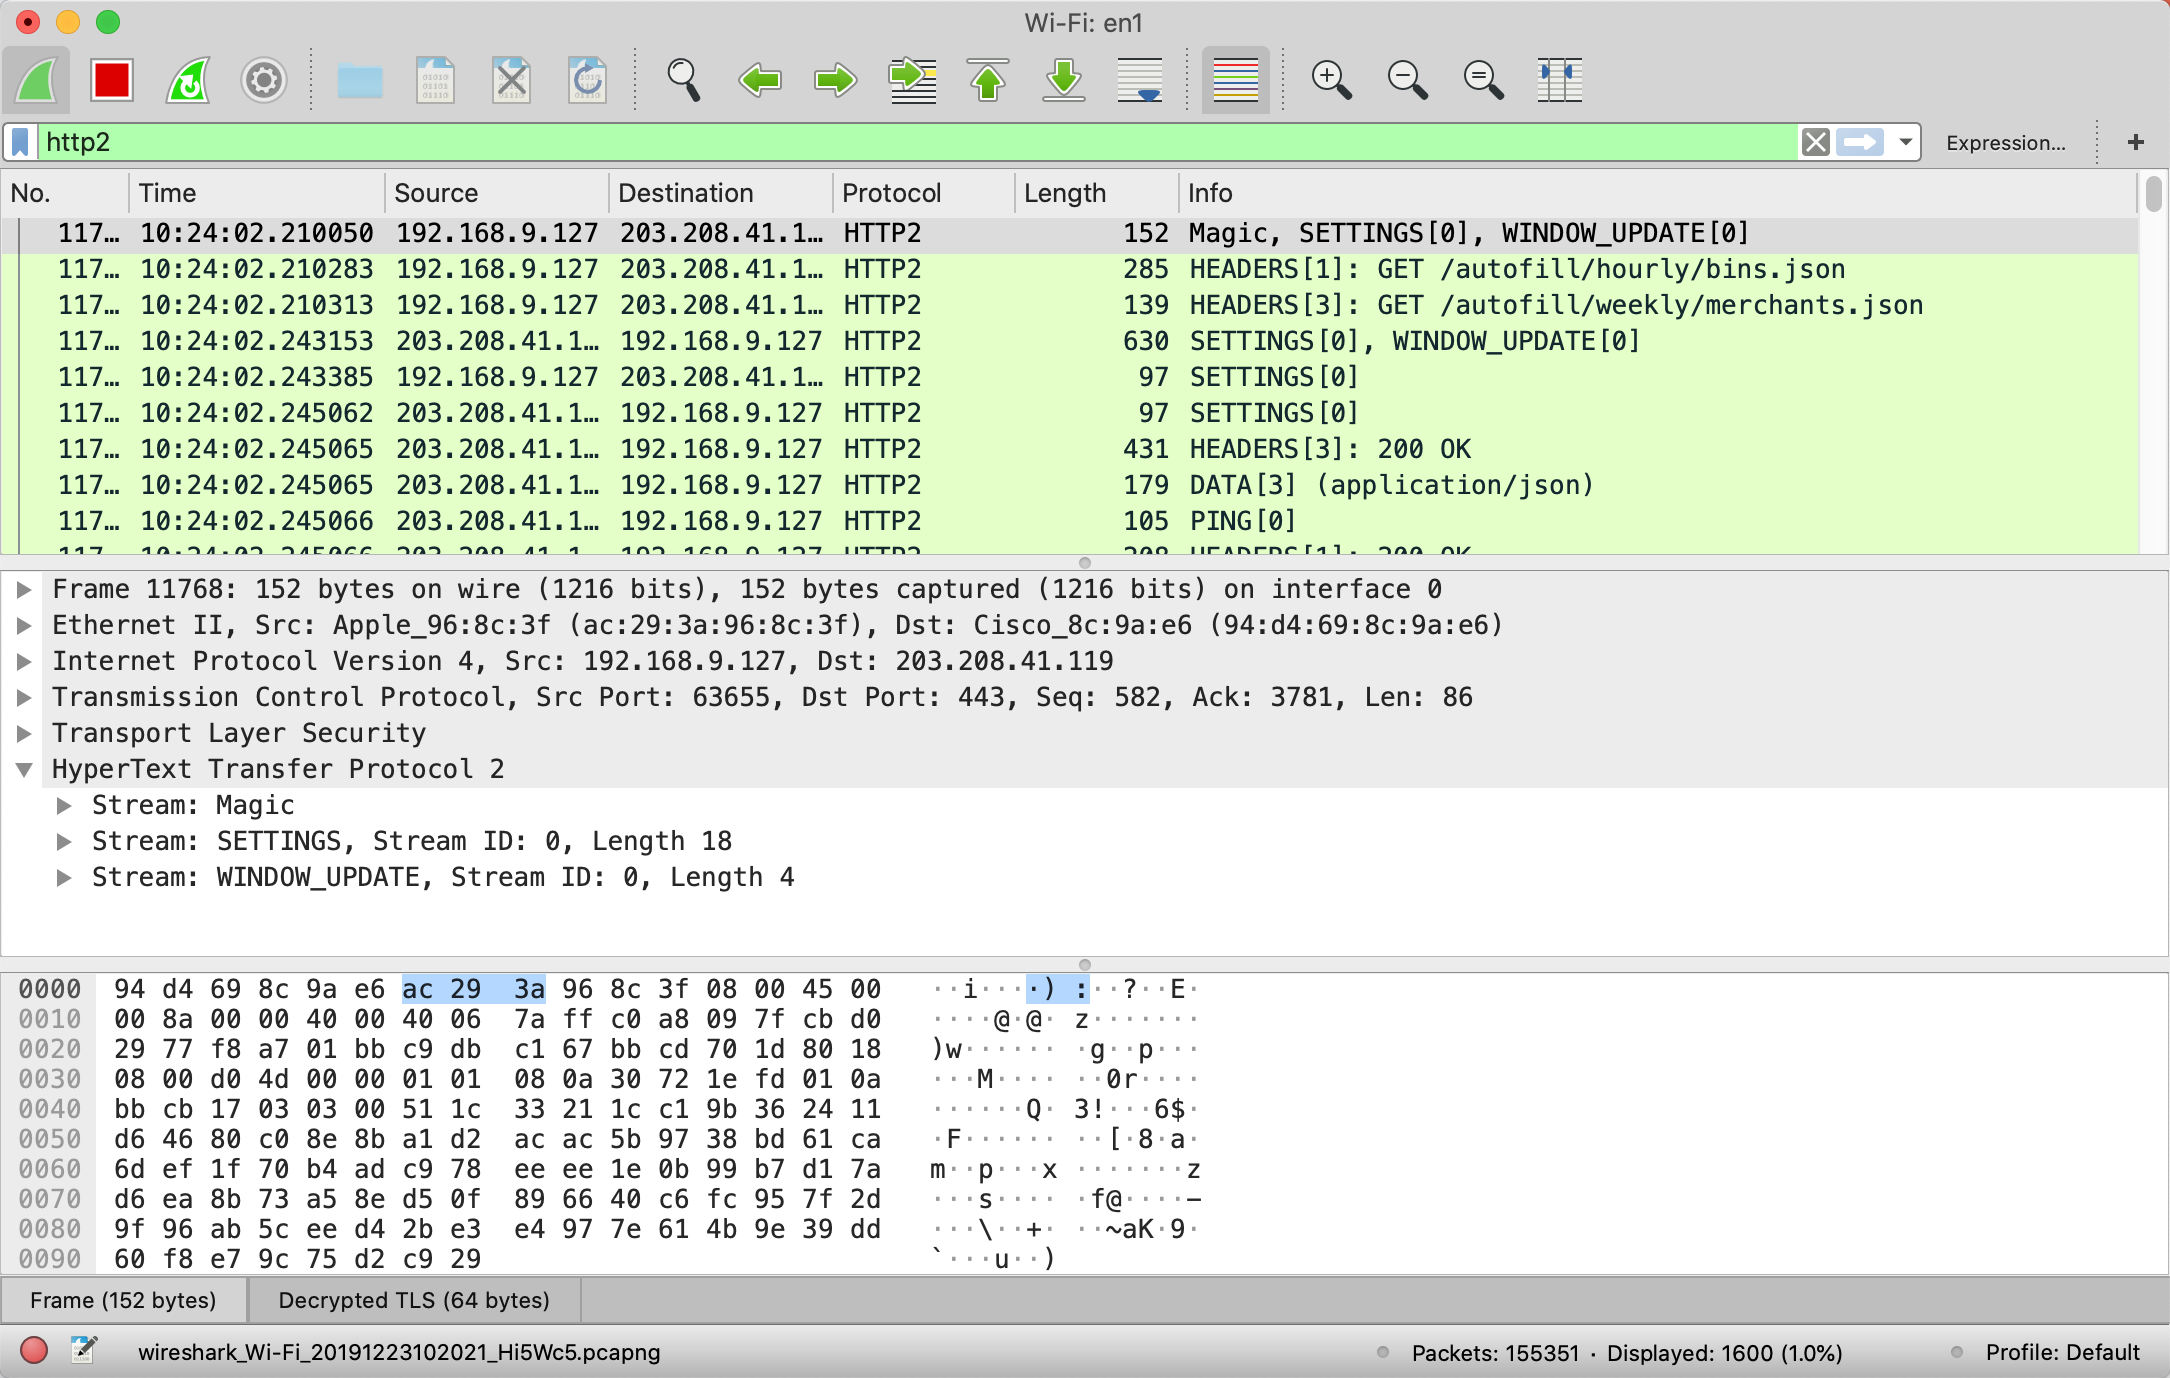 Wi-Fi: en1
http2
Expression... +
No. Time Source Destination Protocol Length Info
117… 10:24:02.210050 192.168.9.127 203.208.41.1… HTTP2 152 Magic, SETTINGS[0], WINDOW_UPDATE[0]
117… 10:24:02.210283 192.168.9.127 203.208.41.1… HTTP2 285 HEADERS[1]: GET /autofill/hourly/bins.json
117… 10:24:02.210313 192.168.9.127 203.208.41.1… HTTP2 139 HEADERS[3]: GET /autofill/weekly/merchants.json
117… 10:24:02.243153 203.208.41.1… 192.168.9.127 HTTP2 630 SETTINGS[0], WINDOW_UPDATE[0]
117… 10:24:02.243385 192.168.9.127 203.208.41.1… HTTP2 97 SETTINGS[0]
117… 10:24:02.245062 203.208.41.1… 192.168.9.127 HTTP2 97 SETTINGS[0]
117… 10:24:02.245065 203.208.41.1… 192.168.9.127 HTTP2 431 HEADERS[3]: 200 OK
117… 10:24:02.245065 203.208.41.1… 192.168.9.127 HTTP2 179 DATA[3] (application/json)
117… 10:24:02.245066 203.208.41.1… 192.168.9.127 HTTP2 105 PING[0]
117… 10:24:02.245066 203.208.41.1… 192.168.9.127 HTTP2 208 HEADERS[1]: 200 OK
Frame 11768: 152 bytes on wire (1216 bits), 152 bytes captured (1216 bits) on interface 0
Ethernet II, Src: Apple_96:8c:3f (ac:29:3a:96:8c:3f), Dst: Cisco_8c:9a:e6 (94:d4:69:8c:9a:e6)
Internet Protocol Version 4, Src: 192.168.9.127, Dst: 203.208.41.119
Transmission Control Protocol, Src Port: 63655, Dst Port: 443, Seq: 582, Ack: 3781, Len: 86
Transport Layer Security
HyperText Transfer Protocol 2
Stream: Magic
Stream: SETTINGS, Stream ID: 0, Length 18
Stream: WINDOW_UPDATE, Stream ID: 0, Length 4
0000 94 d4 69 8c 9a e6 ac 29 3a 96 8c 3f 08 00 45 00 ··i····) :··?··E·
0010 00 8a 00 00 40 00 40 06 7a ff c0 a8 09 7f cb d0 ····@·@· z·······
0020 29 77 f8 a7 01 bb c9 db c1 67 bb cd 70 1d 80 18 )w······ ·g··p···
0030 08 00 d0 4d 00 00 01 01 08 0a 30 72 1e fd 01 0a ···M···· ··0r····
0040 bb cb 17 03 03 00 51 1c 33 21 1c c1 9b 36 24 11 ······Q· 3!···6$·
0050 d6 46 80 c0 8e 8b a1 d2 ac ac 5b 97 38 bd 61 ca ·F······ ··[·8·a·
0060 6d ef 1f 70 b4 ad c9 78 ee ee 1e 0b 99 b7 d1 7a m··p···x ·······z
0070 d6 ea 8b 73 a5 8e d5 0f 89 66 40 c6 fc 95 7f 2d ···s···· ·f@····-
0080 9f 96 ab 5c ee d4 2b e3 e4 97 7e 61 4b 9e 39 dd ···\··+· ··~aK·9·
0090 60 f8 e7 9c 75 d2 c9 29 `···u··)
Frame (152 bytes) Decrypted TLS (64 bytes)
wireshark_Wi-Fi_20191223102021_Hi5Wc5.pcapng Packets: 155351 · Displayed: 1600 (1.0%) Profile: Default